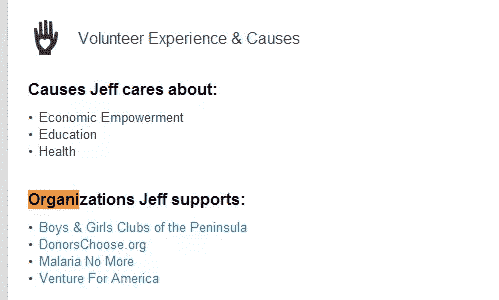 Volunteer Experience & Causes
Causes Jeff cares about:
• Economic Empowerment
• Education
• Health
Organizations Jeff supports:
• Boys & Girls Clubs of the Peninsula
• DonorsChoose.org
• Malaria No More
• Venture For America